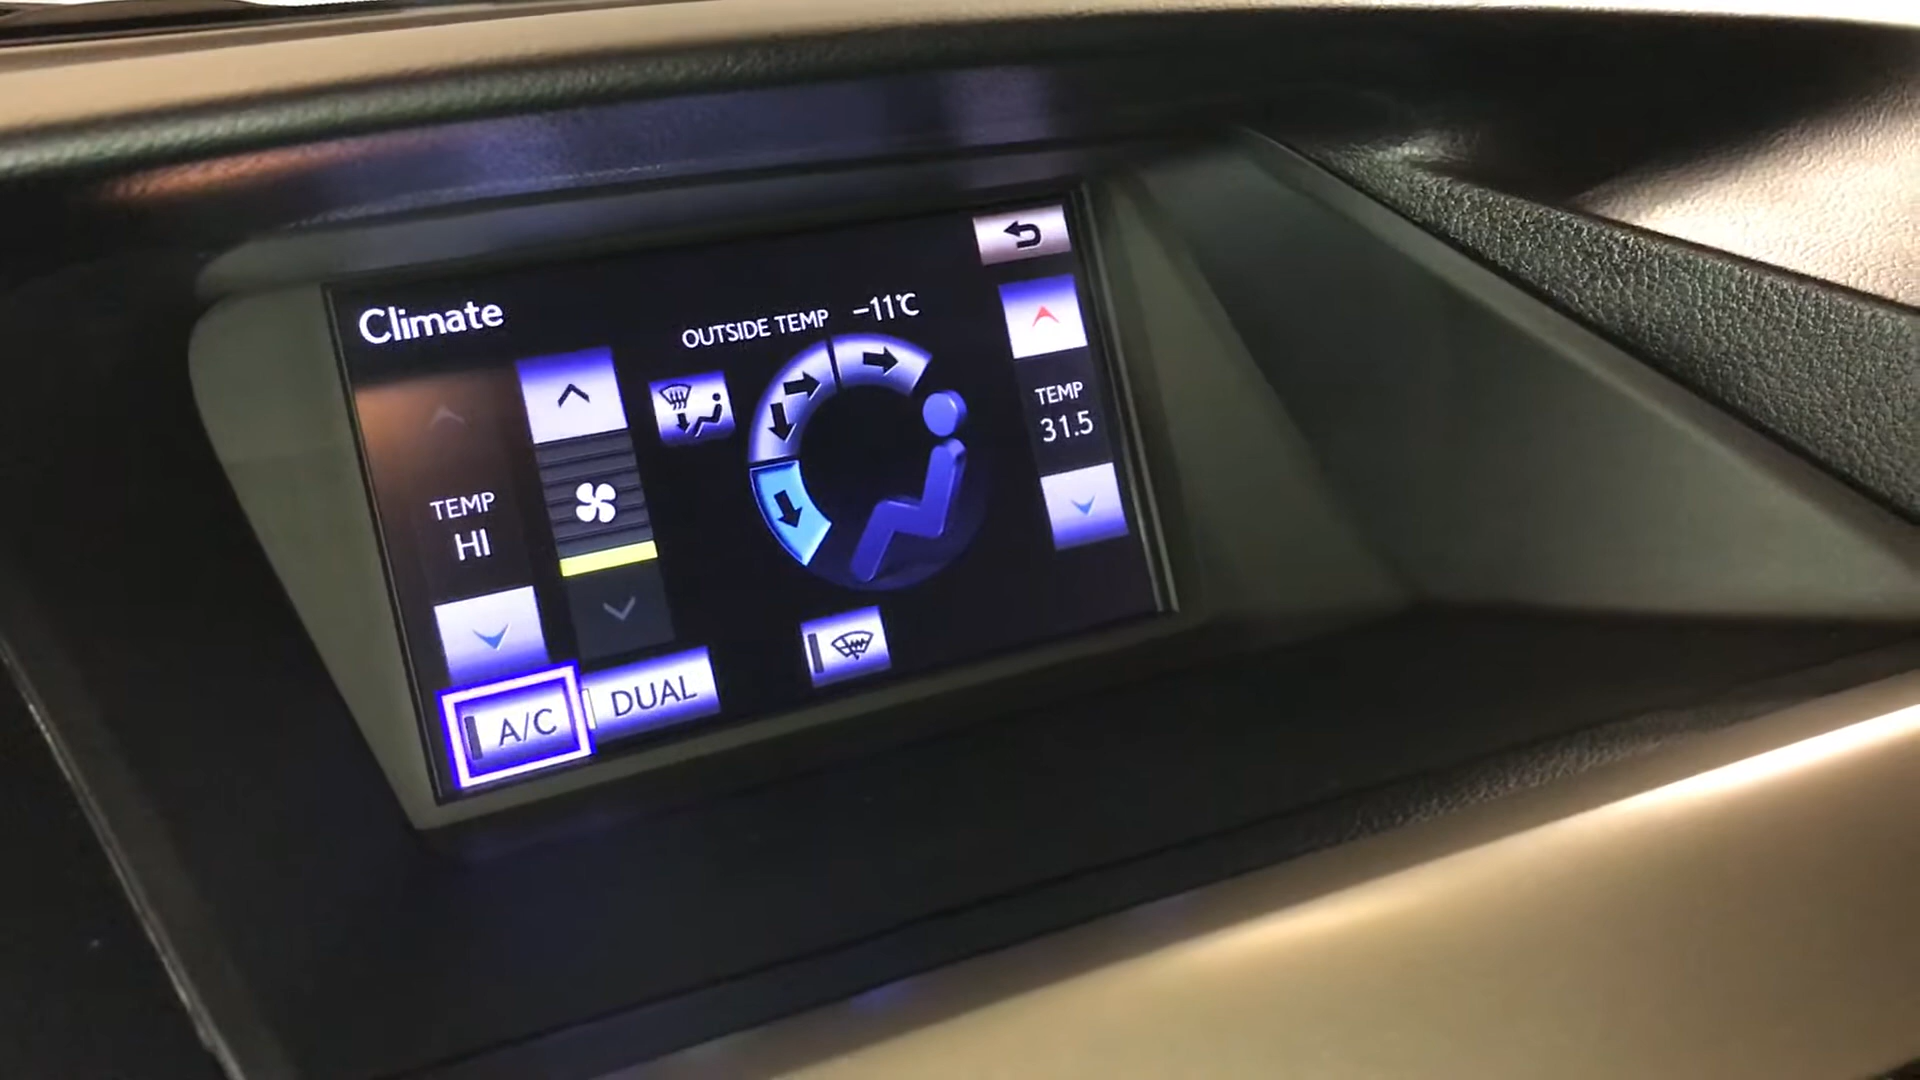 Climate
OUTSIDE TEMP -11℃
TEMP
31.5
TEMP
HI
A/C
DUAL